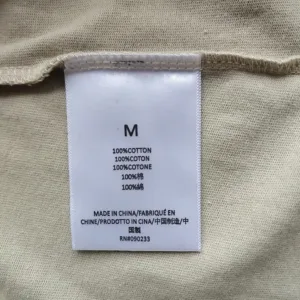 M
100%COTTON
100%COTON
100%COTONE
100%棉
100%綿
MADE IN CHINA/FABRIQUÉ EN
CHINE/PRODOTTO IN CINA/中国制造/中
国製
RN#090233